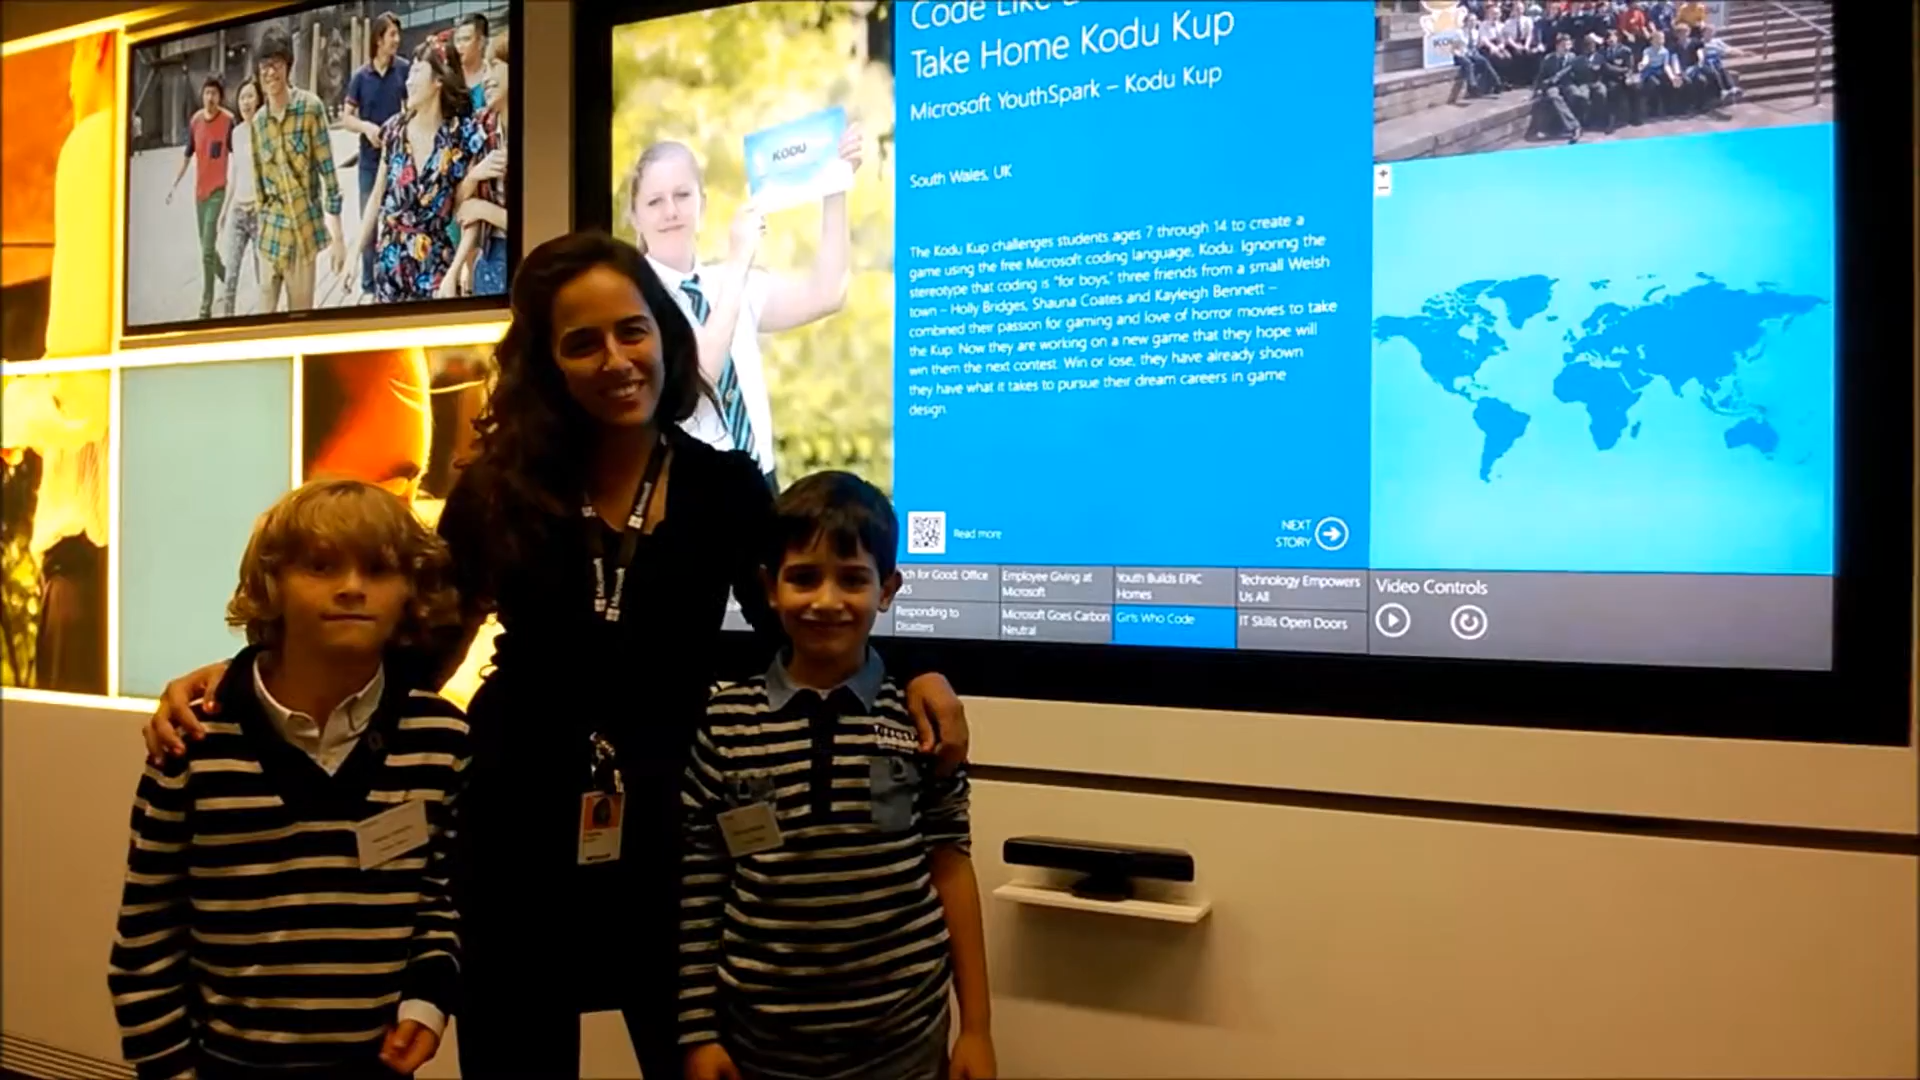 Code Like
Take Home Kodu Kup
Microsoft YouthSpark – Kodu Kup
South Wales, UK
The Kodu Kup challenges students ages 7 through 14 to create a
game using the free Microsoft coding language, Kodu. Ignoring the
stereotype that coding is "for boys," three friends from a small Welsh
town – Holly Bridges, Shauna Coates and Kayleigh Bennett –
combined their passion for gaming and love of horror movies to take
the Kup. Now they are working on a new game that they hope will
win them the next contest. Win or lose, they have already shown
they have what it takes to pursue their dream careers in game
design.
Read more
NEXT
STORY
KODU
+
–
for Good: Office
Employee Giving at
Microsoft
Youth Builds EPIC
Homes
Technology Empowers
Us All
Responding to
Disasters
Microsoft Goes Carbon
Neutral
Girls Who Code
IT Skills Open Doors
Video Controls
Microsoft
Microsoft
Microsoft